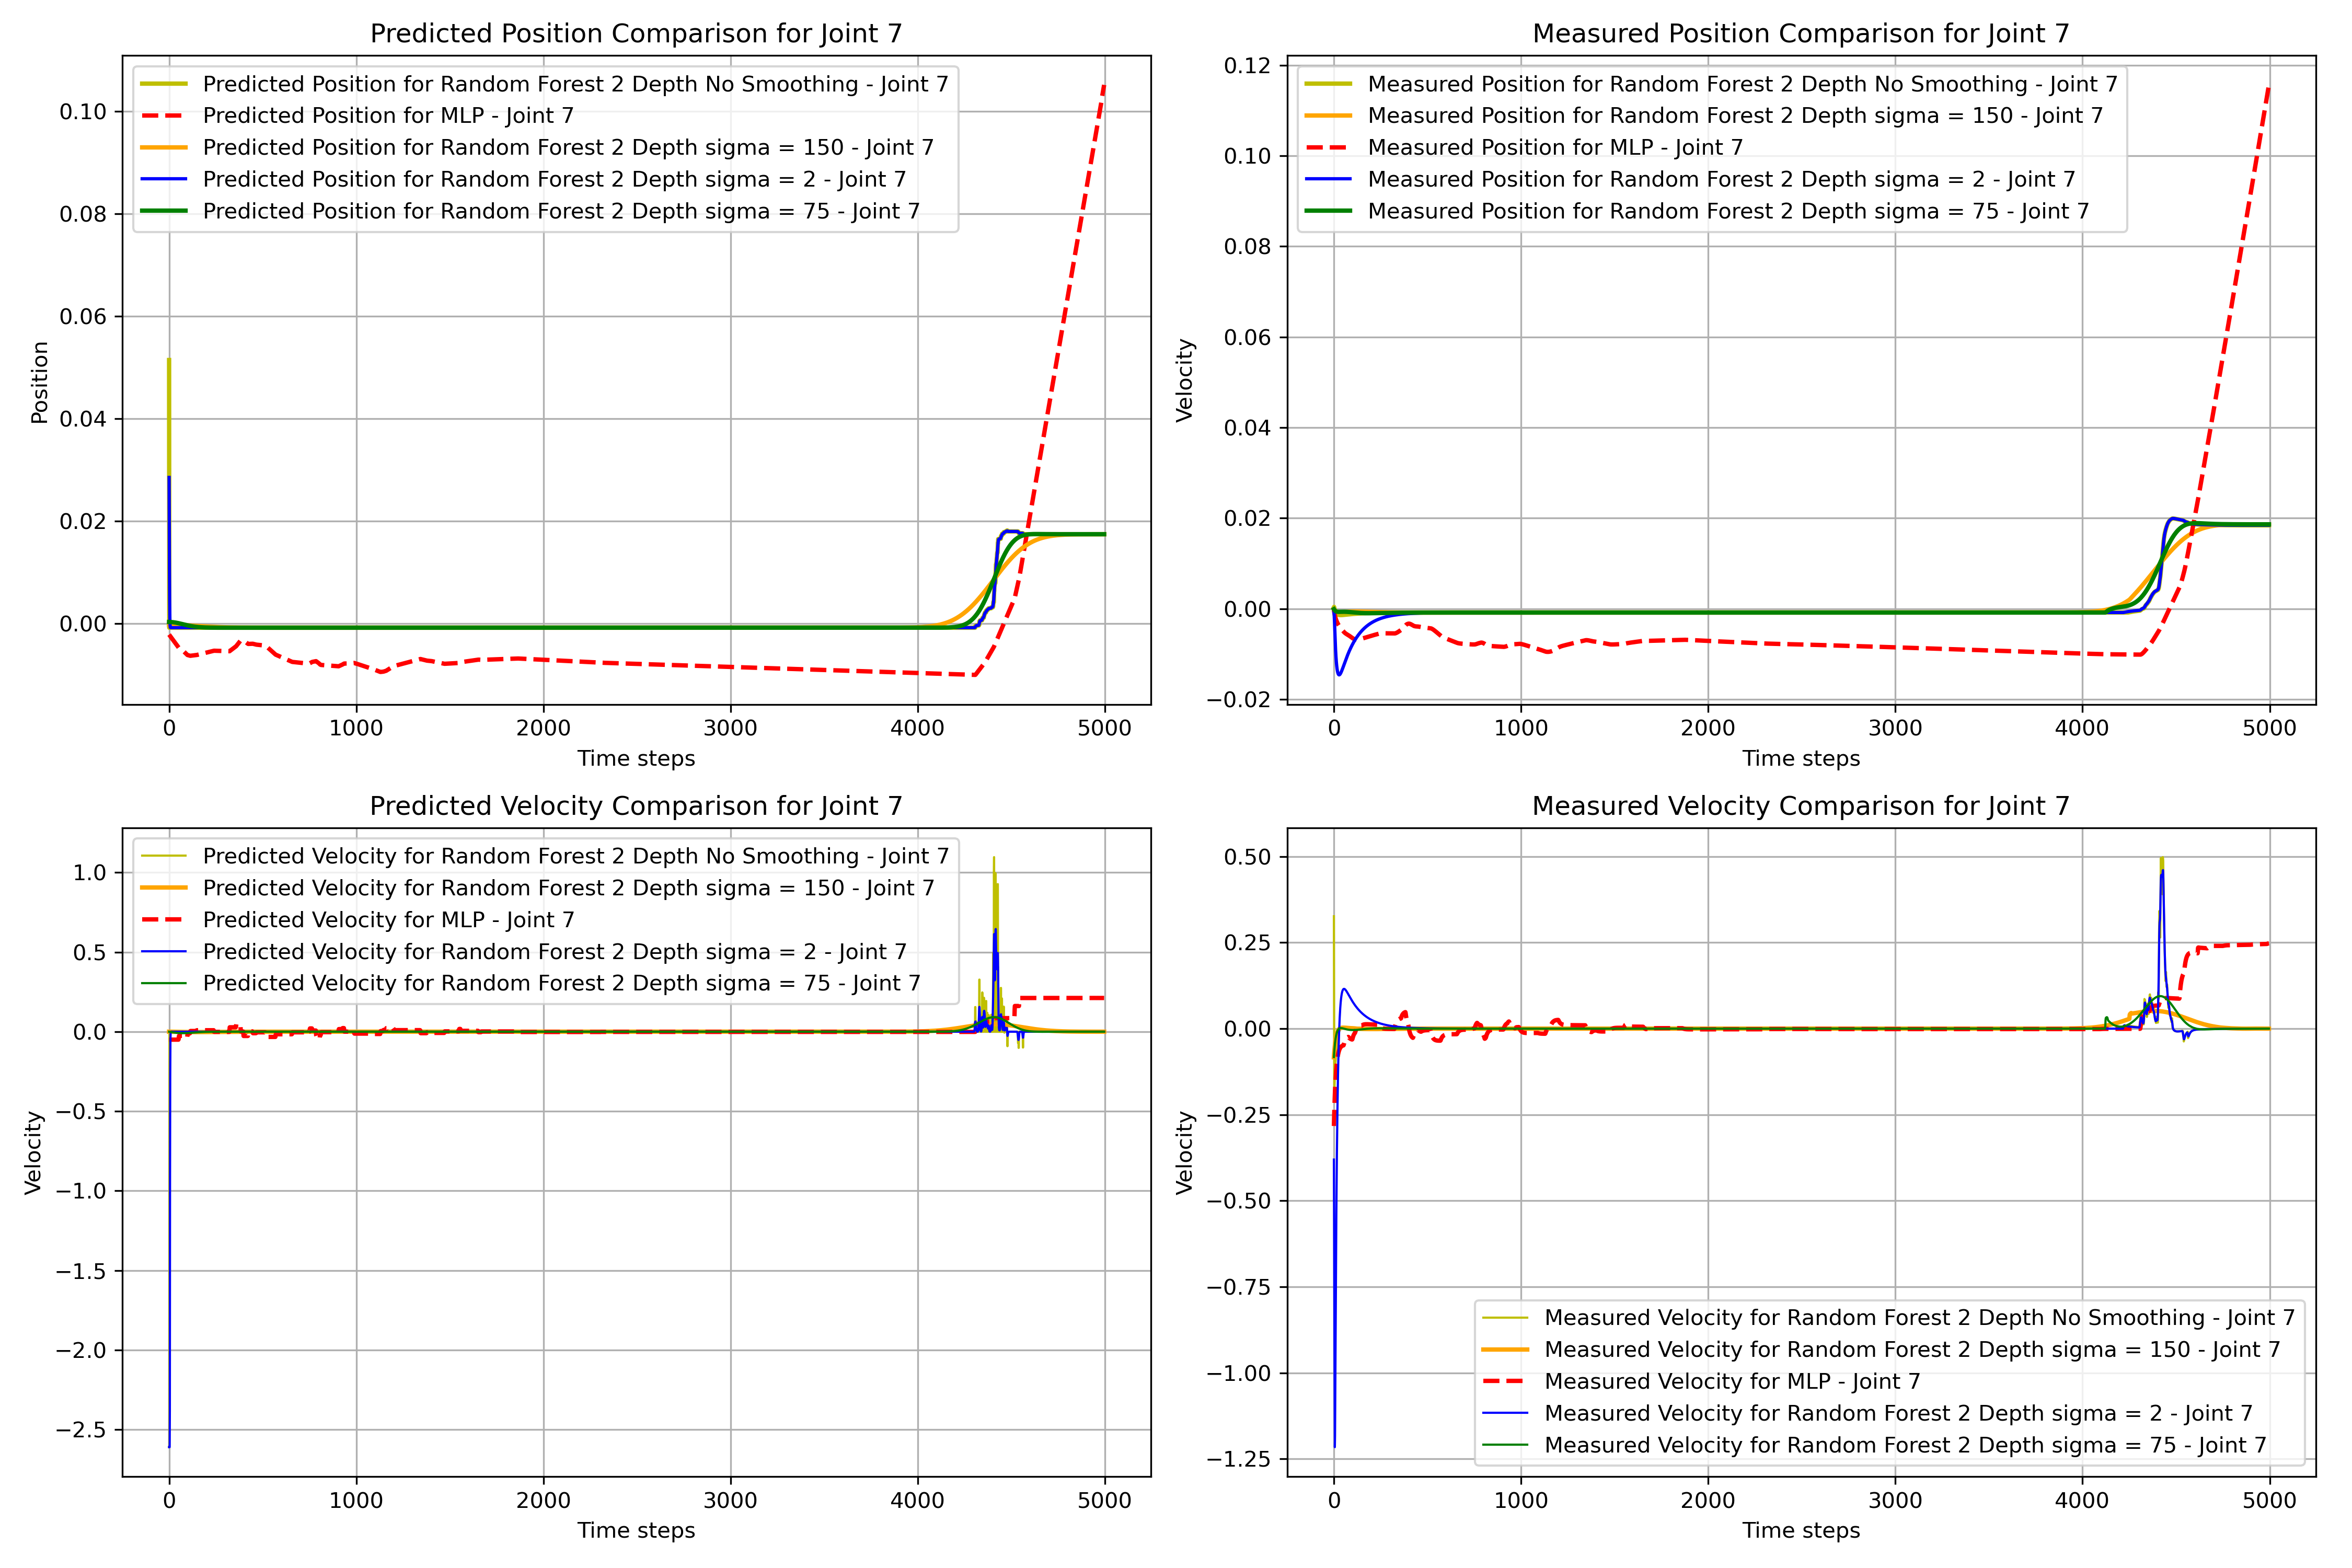 Predicted Position Comparison for Joint 7
Predicted Position for Random Forest 2 Depth No Smoothing - Joint 7
Predicted Position for MLP - Joint 7
Predicted Position for Random Forest 2 Depth sigma = 150 - Joint 7
Predicted Position for Random Forest 2 Depth sigma = 2 - Joint 7
Predicted Position for Random Forest 2 Depth sigma = 75 - Joint 7
0.10
0.08
0.06
0.04
0.02
0.00
Position
0 1000 2000 3000 4000 5000
Time steps
Measured Position Comparison for Joint 7
Measured Position for Random Forest 2 Depth No Smoothing - Joint 7
Measured Position for Random Forest 2 Depth sigma = 150 - Joint 7
Measured Position for MLP - Joint 7
Measured Position for Random Forest 2 Depth sigma = 2 - Joint 7
Measured Position for Random Forest 2 Depth sigma = 75 - Joint 7
0.12
0.10
0.08
0.06
0.04
0.02
0.00
−0.02
Velocity
0 1000 2000 3000 4000 5000
Time steps
Predicted Velocity Comparison for Joint 7
Predicted Velocity for Random Forest 2 Depth No Smoothing - Joint 7
Predicted Velocity for Random Forest 2 Depth sigma = 150 - Joint 7
Predicted Velocity for MLP - Joint 7
Predicted Velocity for Random Forest 2 Depth sigma = 2 - Joint 7
Predicted Velocity for Random Forest 2 Depth sigma = 75 - Joint 7
1.0
0.5
0.0
−0.5
−1.0
−1.5
−2.0
−2.5
Velocity
0 1000 2000 3000 4000 5000
Time steps
Measured Velocity Comparison for Joint 7
0.50
0.25
0.00
−0.25
−0.50
−0.75
−1.00
−1.25
Velocity
Measured Velocity for Random Forest 2 Depth No Smoothing - Joint 7
Measured Velocity for Random Forest 2 Depth sigma = 150 - Joint 7
Measured Velocity for MLP - Joint 7
Measured Velocity for Random Forest 2 Depth sigma = 2 - Joint 7
Measured Velocity for Random Forest 2 Depth sigma = 75 - Joint 7
0 1000 2000 3000 4000 5000
Time steps